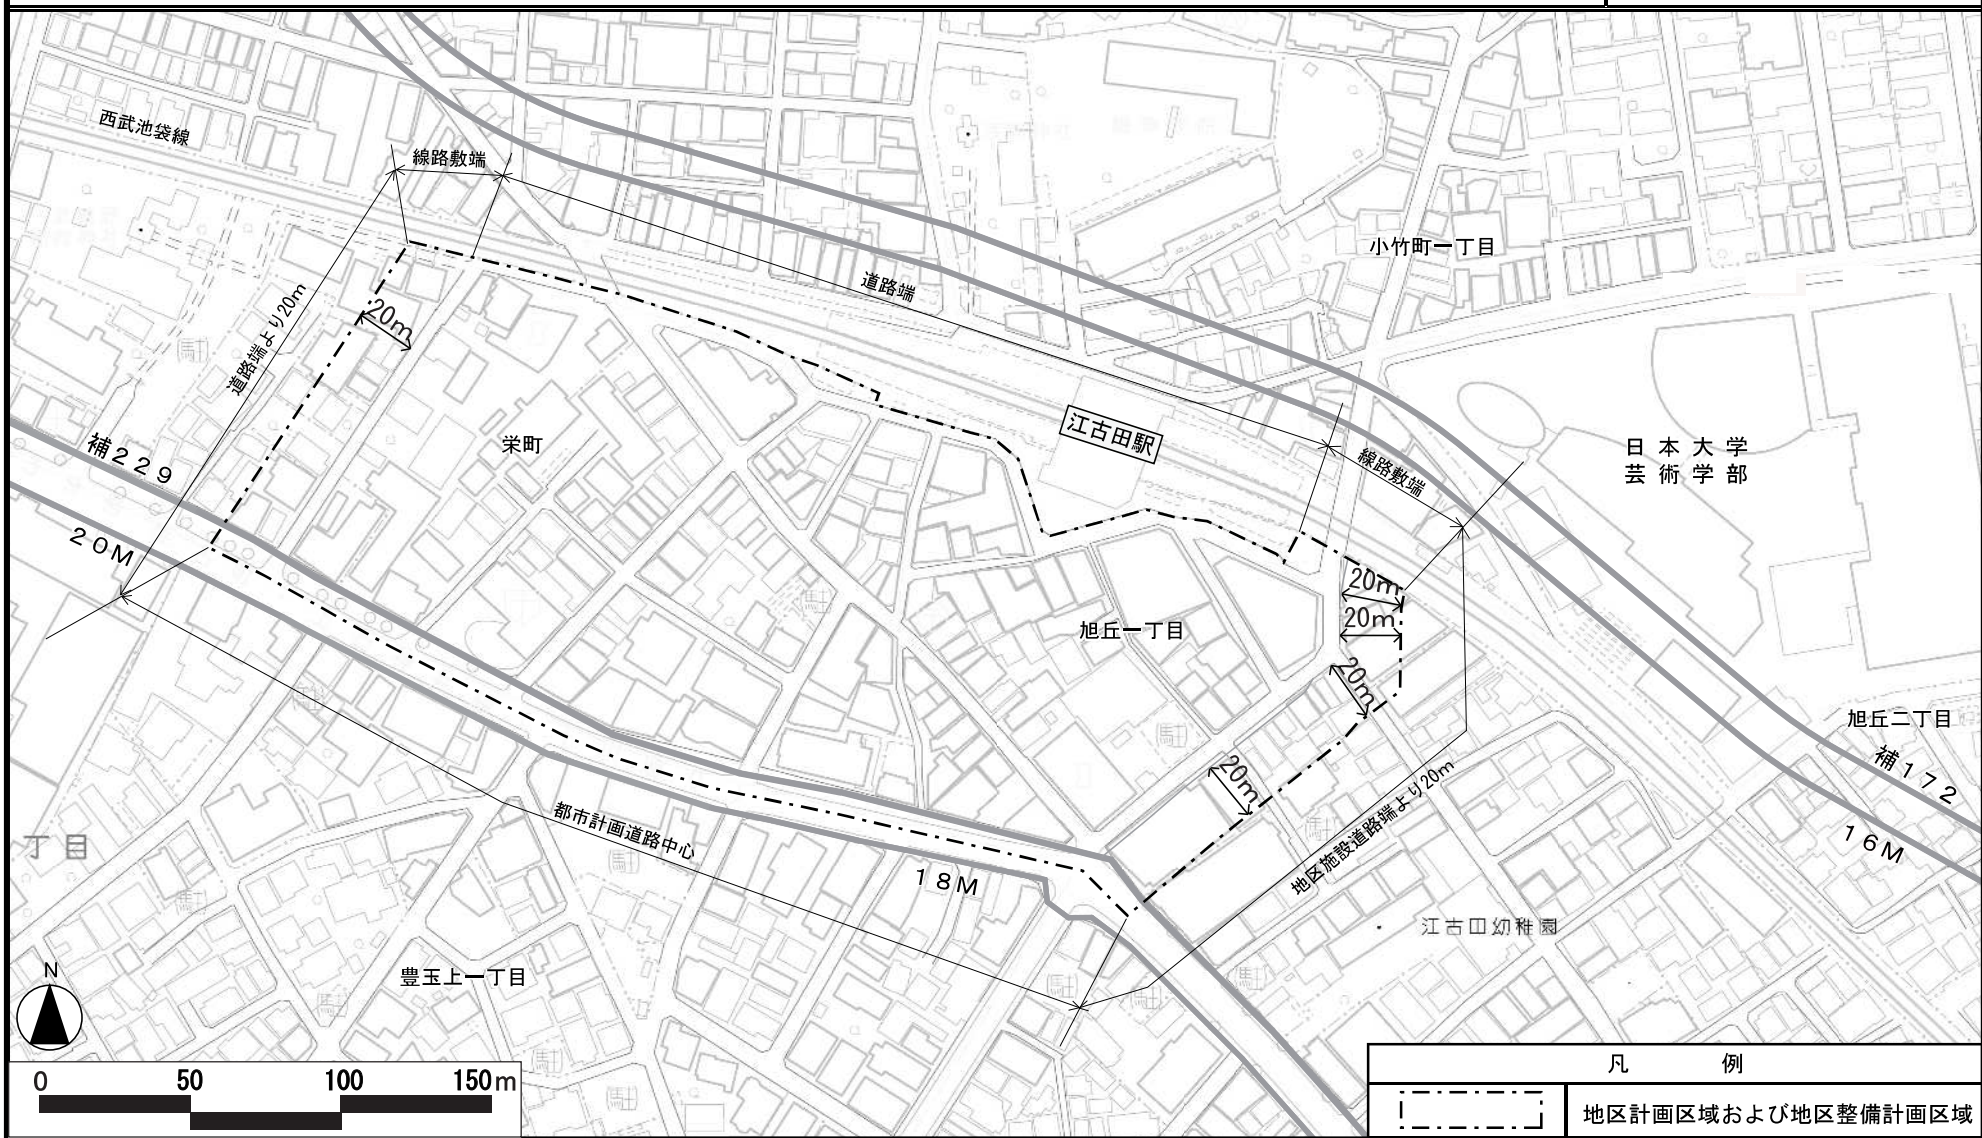 西武池袋線
線路敷端
小竹町一丁目
道路端
道路端より20m
20m
江古田駅
栄町
日本大学
芸術学部
線路敷端
補229
20M
20m
20m
旭丘一丁目
20m
旭丘二丁目
補172
20m
地区施設道路端より20m
都市計画道路中心
16M
丁目
18M
江古田幼稚園
豊玉上一丁目
N
0 50 100 150m
凡例
地区計画区域および地区整備計画区域